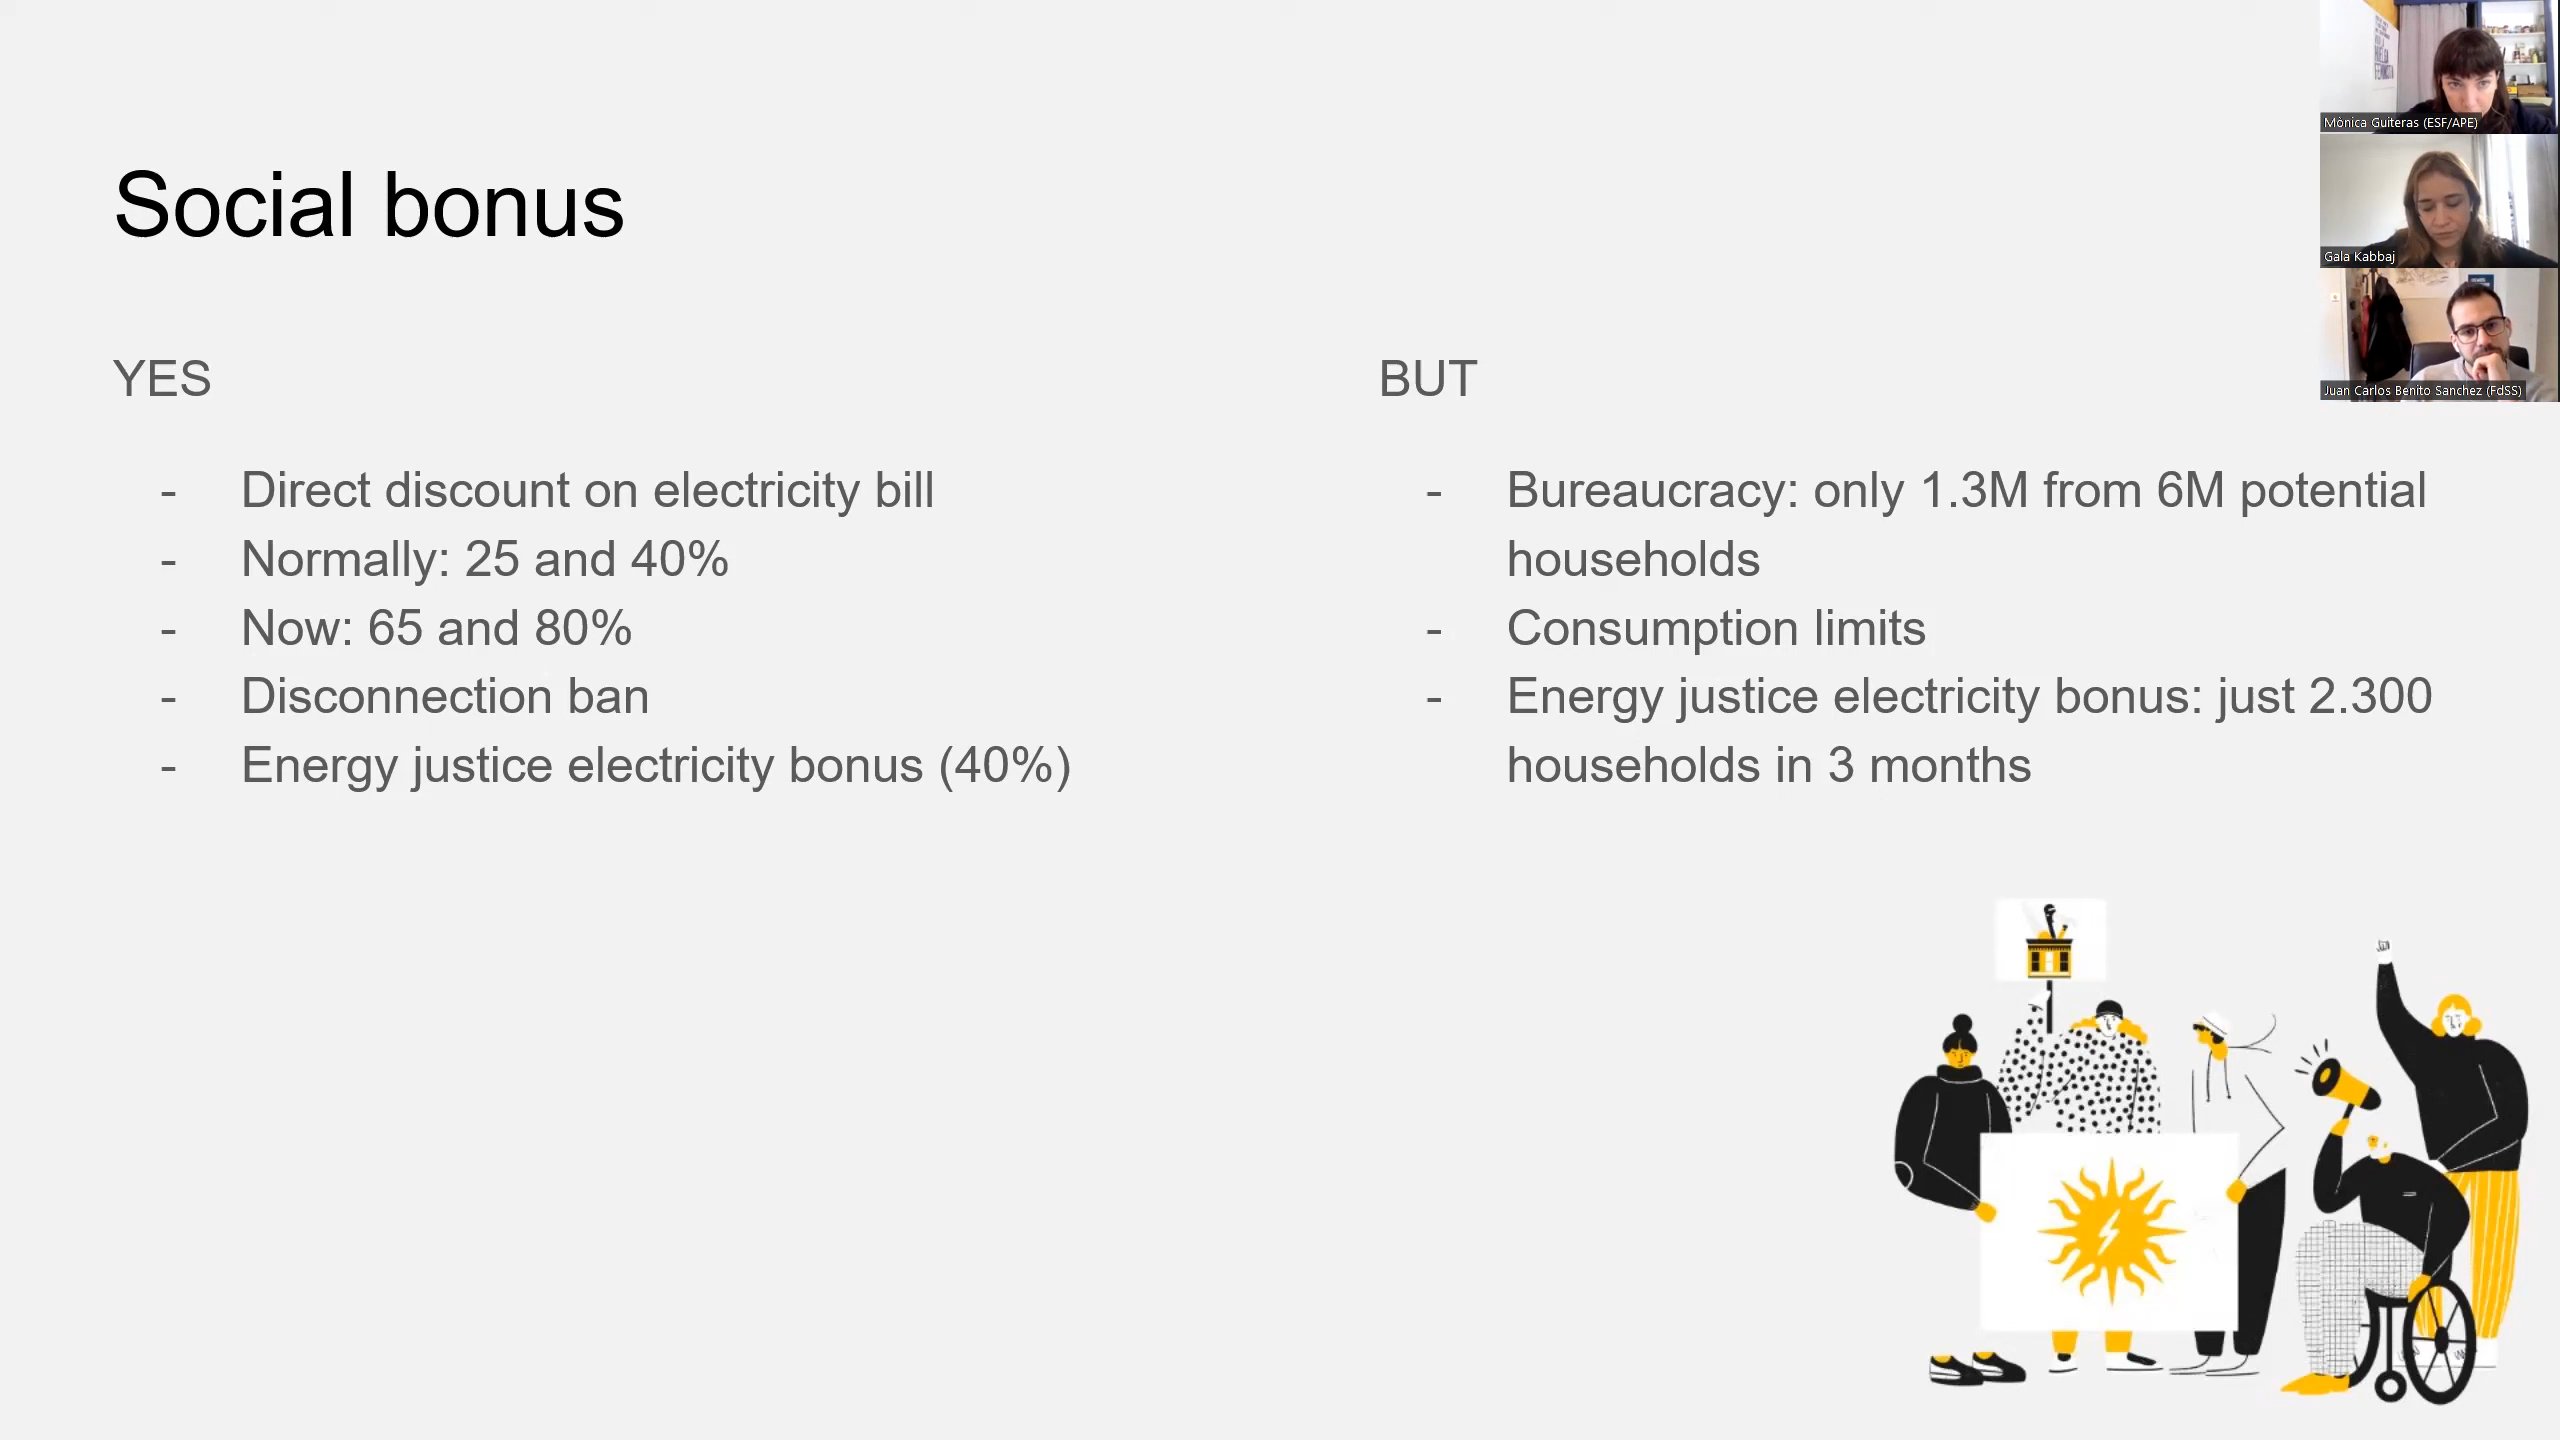 Social bonus
YES
- Direct discount on electricity bill
- Normally: 25 and 40%
- Now: 65 and 80%
- Disconnection ban
- Energy justice electricity bonus (40%)
BUT
- Bureaucracy: only 1.3M from 6M potential
households
- Consumption limits
- Energy justice electricity bonus: just 2.300
households in 3 months
Mònica Guiteras (ESF/APE)
Gala Kabbaj
Juan Carlos Benito Sanchez (FdSS)